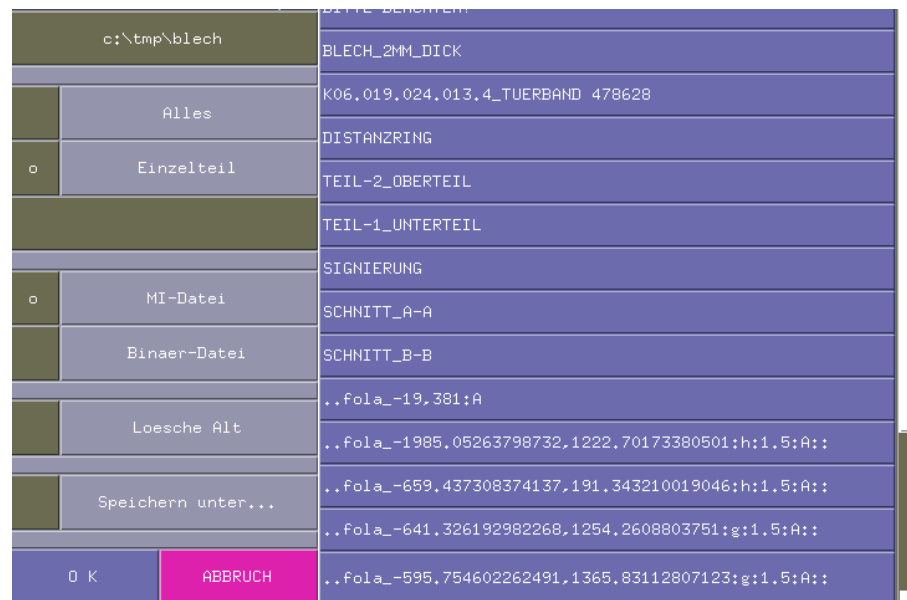 c:\tmp\blech
Alles
o Einzelteil
o MI-Datei
Binaer-Datei
Loesche Alt
Speichern unter...
O K ABBRUCH
BITTE BEACHTEN!
BLECH_2MM_DICK
K06.019.024.013.4_TUERBAND 478628
DISTANZRING
TEIL-2_OBERTEIL
TEIL-1_UNTERTEIL
SIGNIERUNG
SCHNITT_A-A
SCHNITT_B-B
..fola_-19,381:A
..fola_-1985.05263798732,1222.70173380501:h:1.5:A::
..fola_-659.437308374137,191.343210019046:h:1.5:A::
..fola_-641.326192982268,1254.2608803751:g:1.5:A::
..fola_-595.754602262491,1365.83112807123:g:1.5:A::